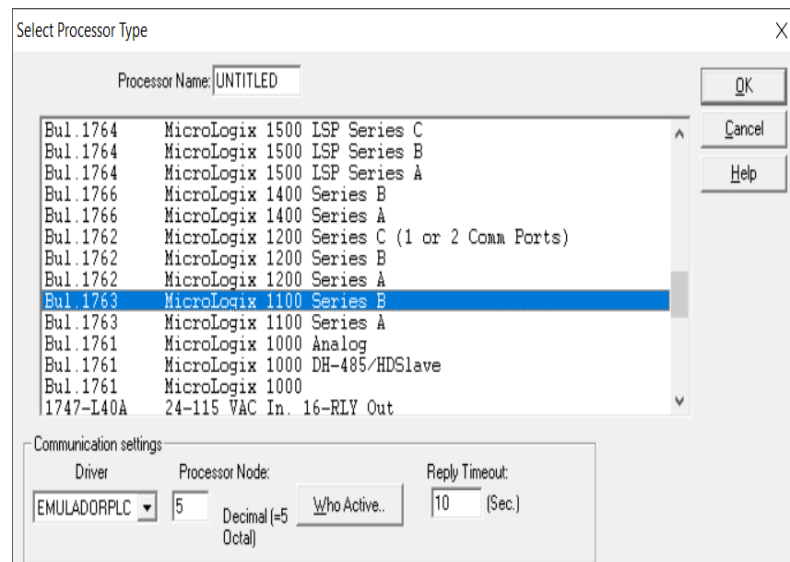 Select Processor Type
Processor Name: UNTITLED
OK
Cancel
Help
Bul.1764 MicroLogix 1500 LSP Series C
Bul.1764 MicroLogix 1500 LSP Series B
Bul.1764 MicroLogix 1500 LSP Series A
Bul.1766 MicroLogix 1400 Series B
Bul.1766 MicroLogix 1400 Series A
Bul.1762 MicroLogix 1200 Series C (1 or 2 Comm Ports)
Bul.1762 MicroLogix 1200 Series B
Bul.1762 MicroLogix 1200 Series A
Bul.1763 MicroLogix 1100 Series B
Bul.1763 MicroLogix 1100 Series A
Bul.1761 MicroLogix 1000 Analog
Bul.1761 MicroLogix 1000 DH-485/HDSlave
Bul.1761 MicroLogix 1000
1747-L40A 24-115 VAC In. 16-RLY Out
Communication settings
Driver Processor Node: Reply Timeout:
EMULADORPLC 5 Decimal (=5 Who Active.. 10 (Sec.)
Octal)